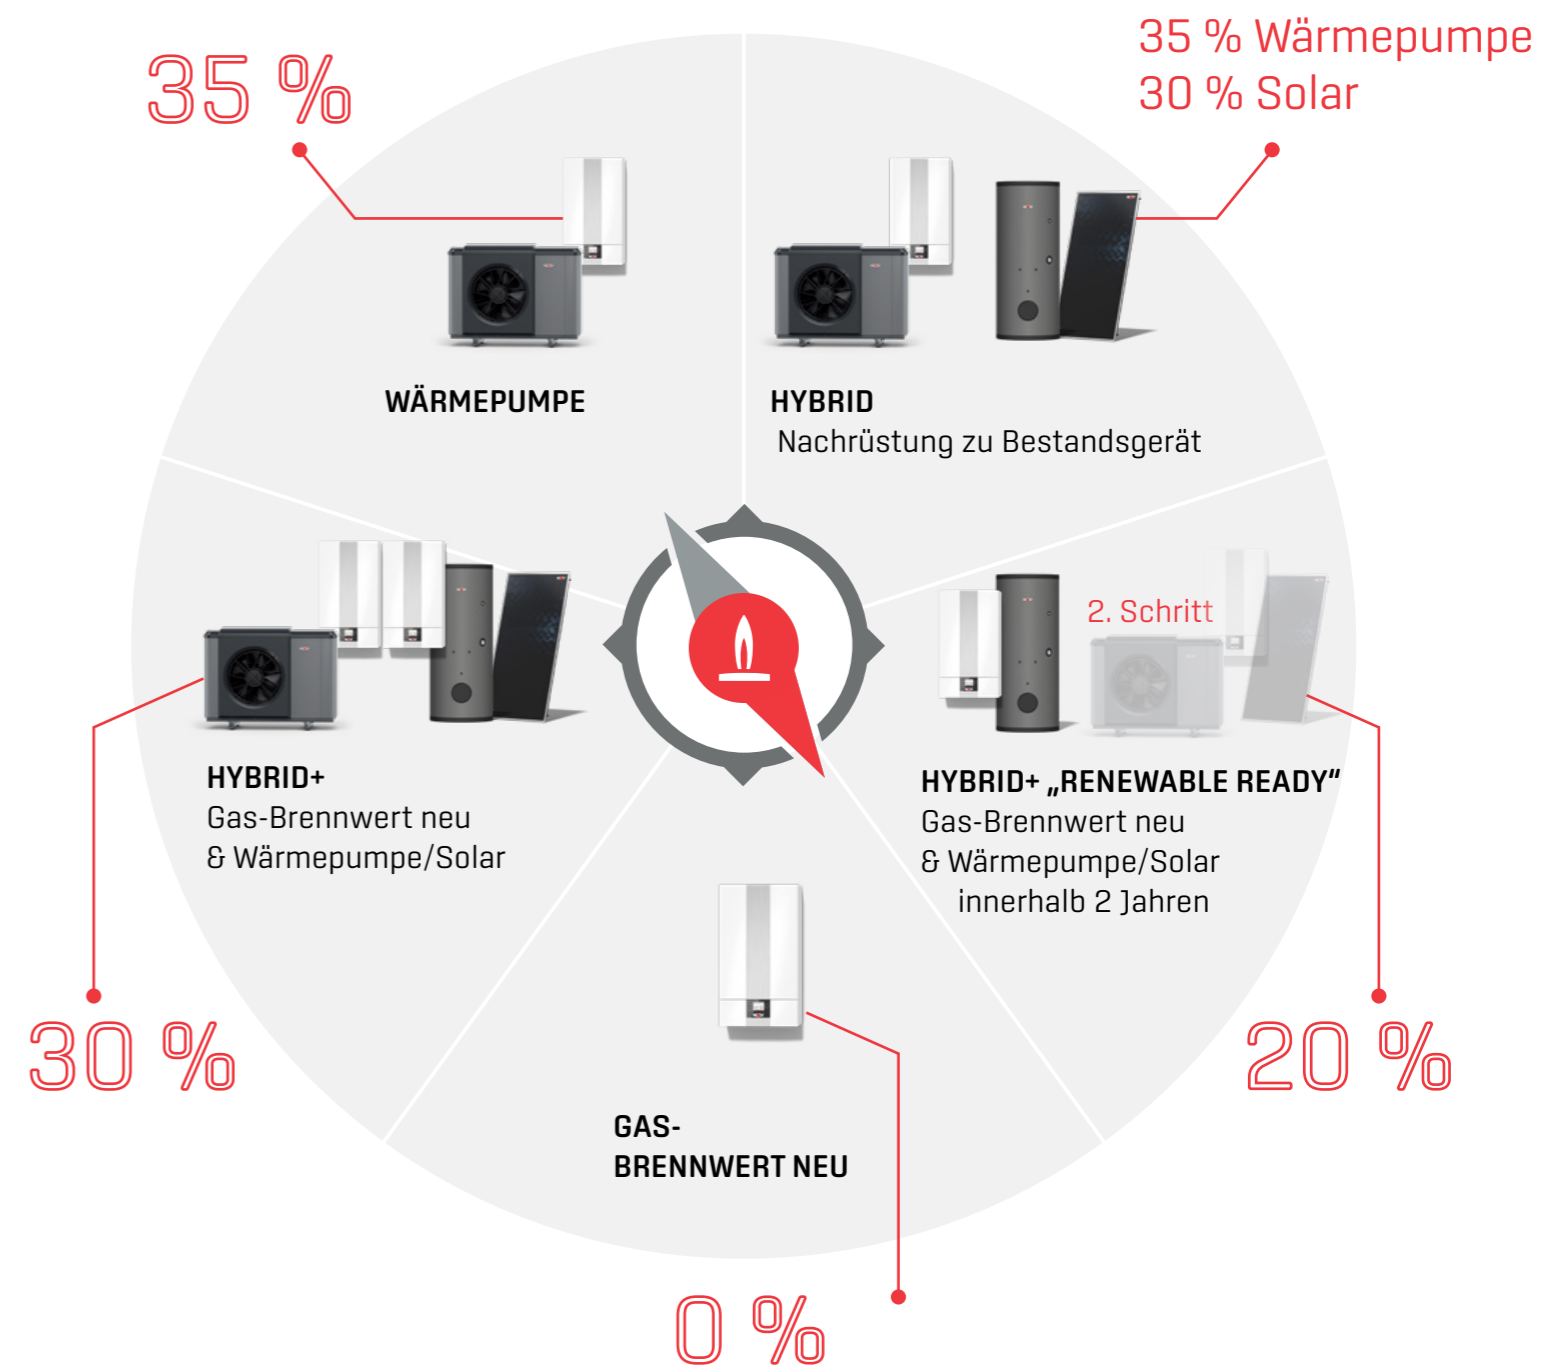 35 %
35 % Wärmepumpe
30 % Solar
WÄRMEPUMPE
HYBRID
Nachrüstung zu Bestandsgerät
2. Schritt
HYBRID+
Gas-Brennwert neu
& Wärmepumpe/Solar
HYBRID+ „RENEWABLE READY“
Gas-Brennwert neu
& Wärmepumpe/Solar
innerhalb 2 Jahren
30 %
20 %
GAS-
BRENNWERT NEU
0 %